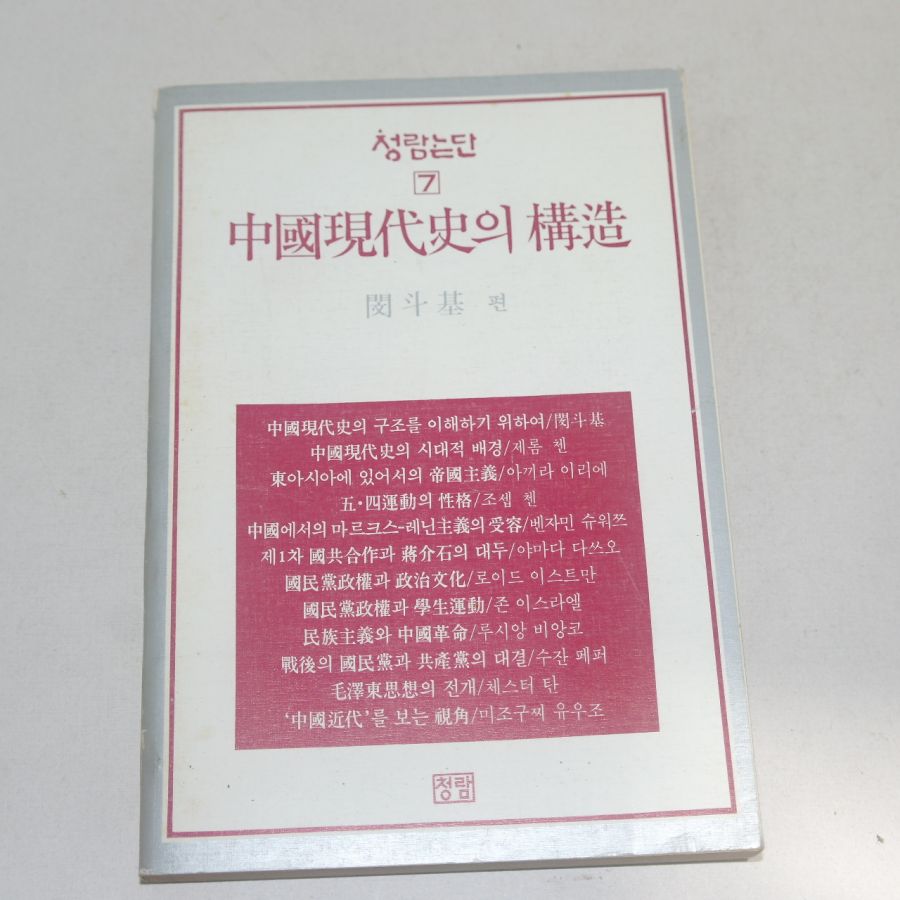 청람논단
7
中國現代史의 構造
閔斗基 편
中國現代史의 구조를 이해하기 위하여/閔斗基
中國現代史의 시대적 배경/제롬 첸
東아시아에 있어서의 帝國主義/아끼라 이리에
五·四運動의 性格/조셉 첸
中國에서의 마르크스-레닌主義의 受容/벤자민 슈워쯔
제1차 國共合作과 蔣介石의 대두/야마다 다쓰오
國民黨政權과 政治文化/로이드 이스트만
國民黨政權과 學生運動/존 이스라엘
民族主義와 中國革命/루시앙 비앙코
戰後의 國民黨과 共產黨의 대결/수잔 페퍼
毛澤東思想의 전개/체스터 탄
‘中國近代’를 보는 視角/미조구찌 유우조
청람